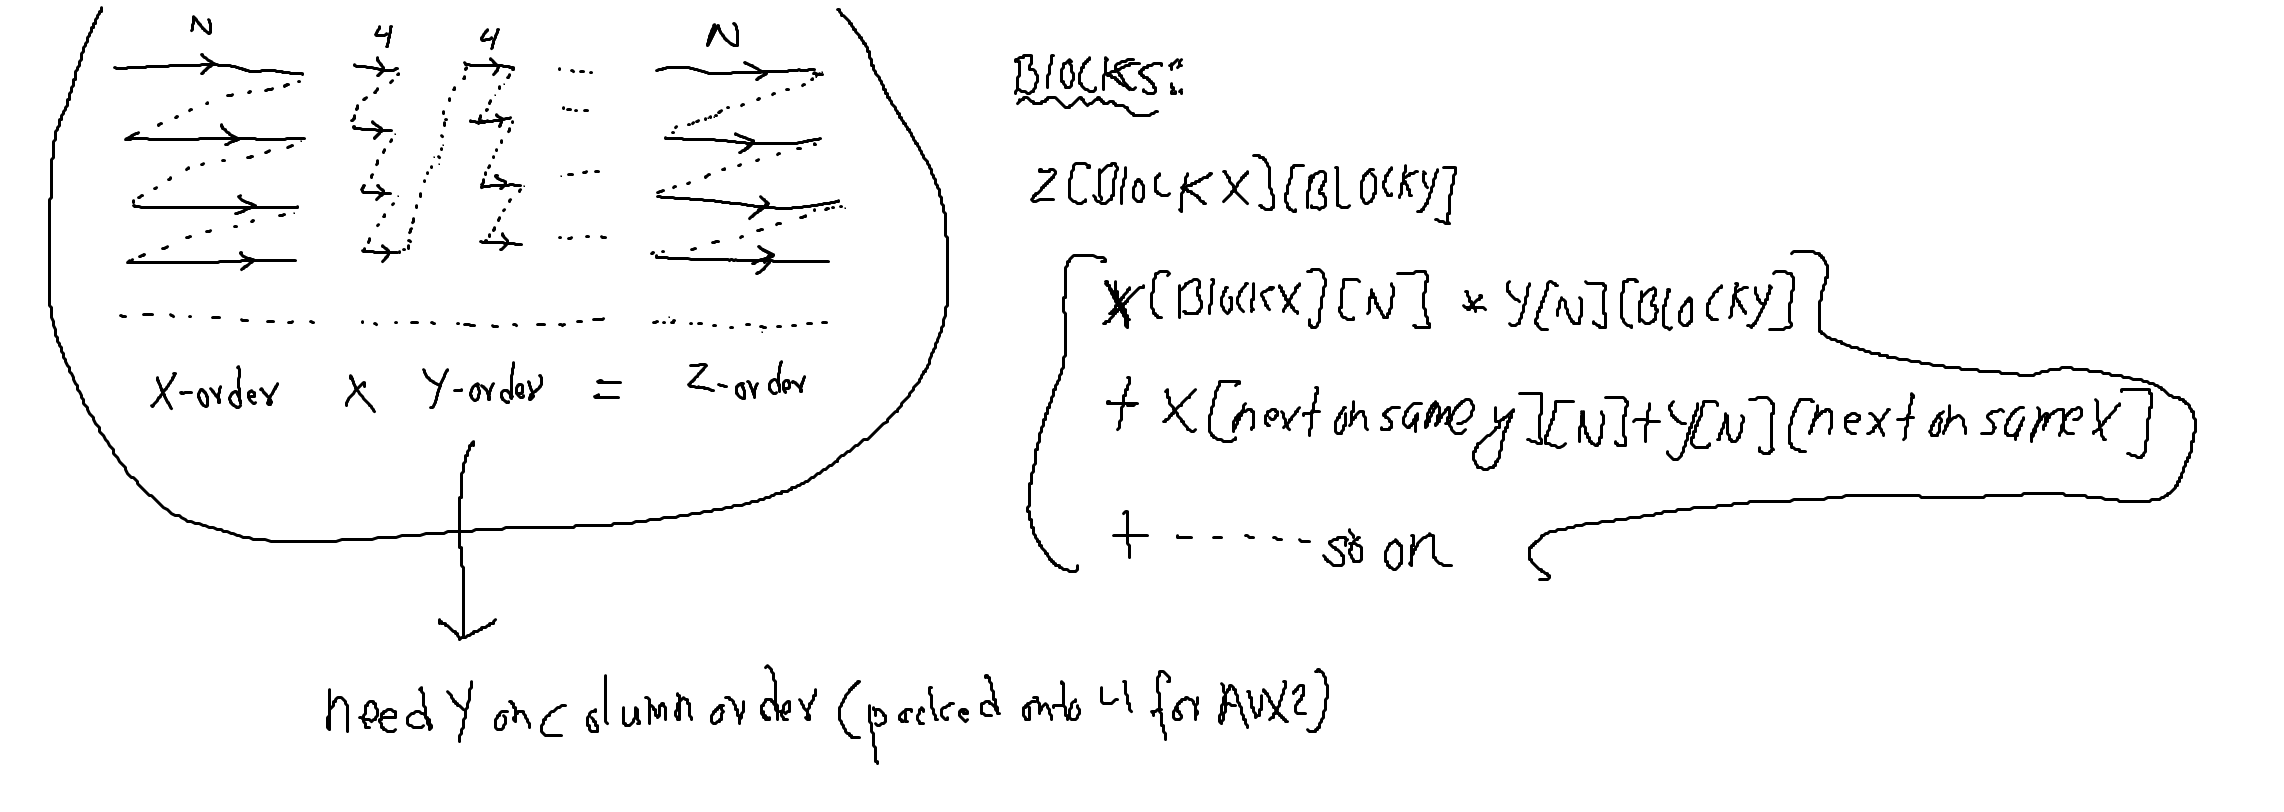 N 4 4 N
X-order x Y-order = Z-order
need Y on column order (packed onto 4 for AVX2)
Blocks::
Z[BlockX][BLOCKY]
X[BlockX][N] * Y[N][BLOCKY]
+ X[next on same y][N]+Y[N][next on same X]
+ ------ so on